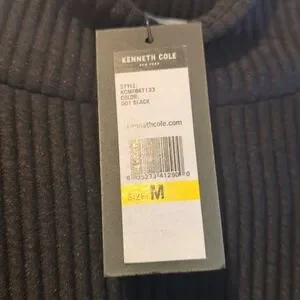 KENNETH COLE
NEW YORK
STYLE:
COLOR:
001 BLACK
kennethcole.com
SIZE: M